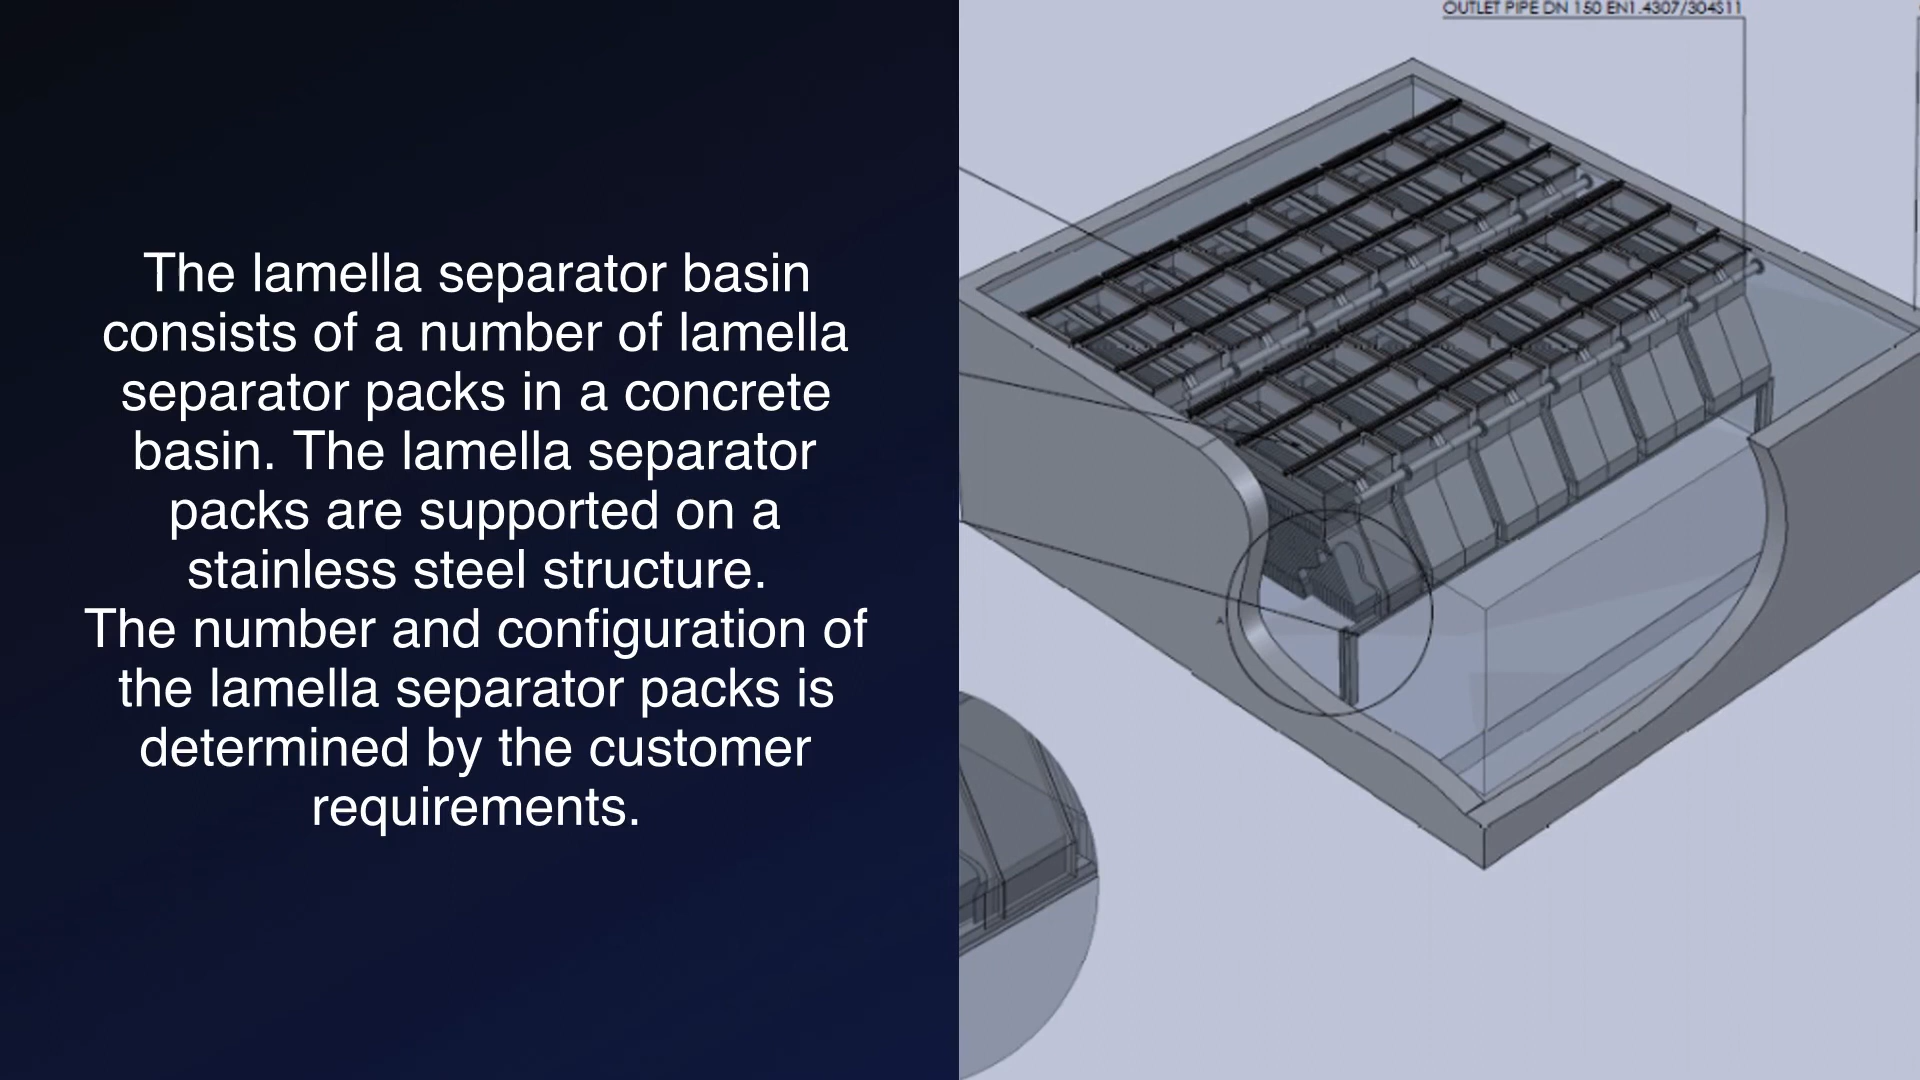 The lamella separator basin
consists of a number of lamella
separator packs in a concrete
basin. The lamella separator
packs are supported on a
stainless steel structure.
The number and configuration of
the lamella separator packs is
determined by the customer
requirements.
OUTLET PIPE DN 150 EN1.4307/304S11
A